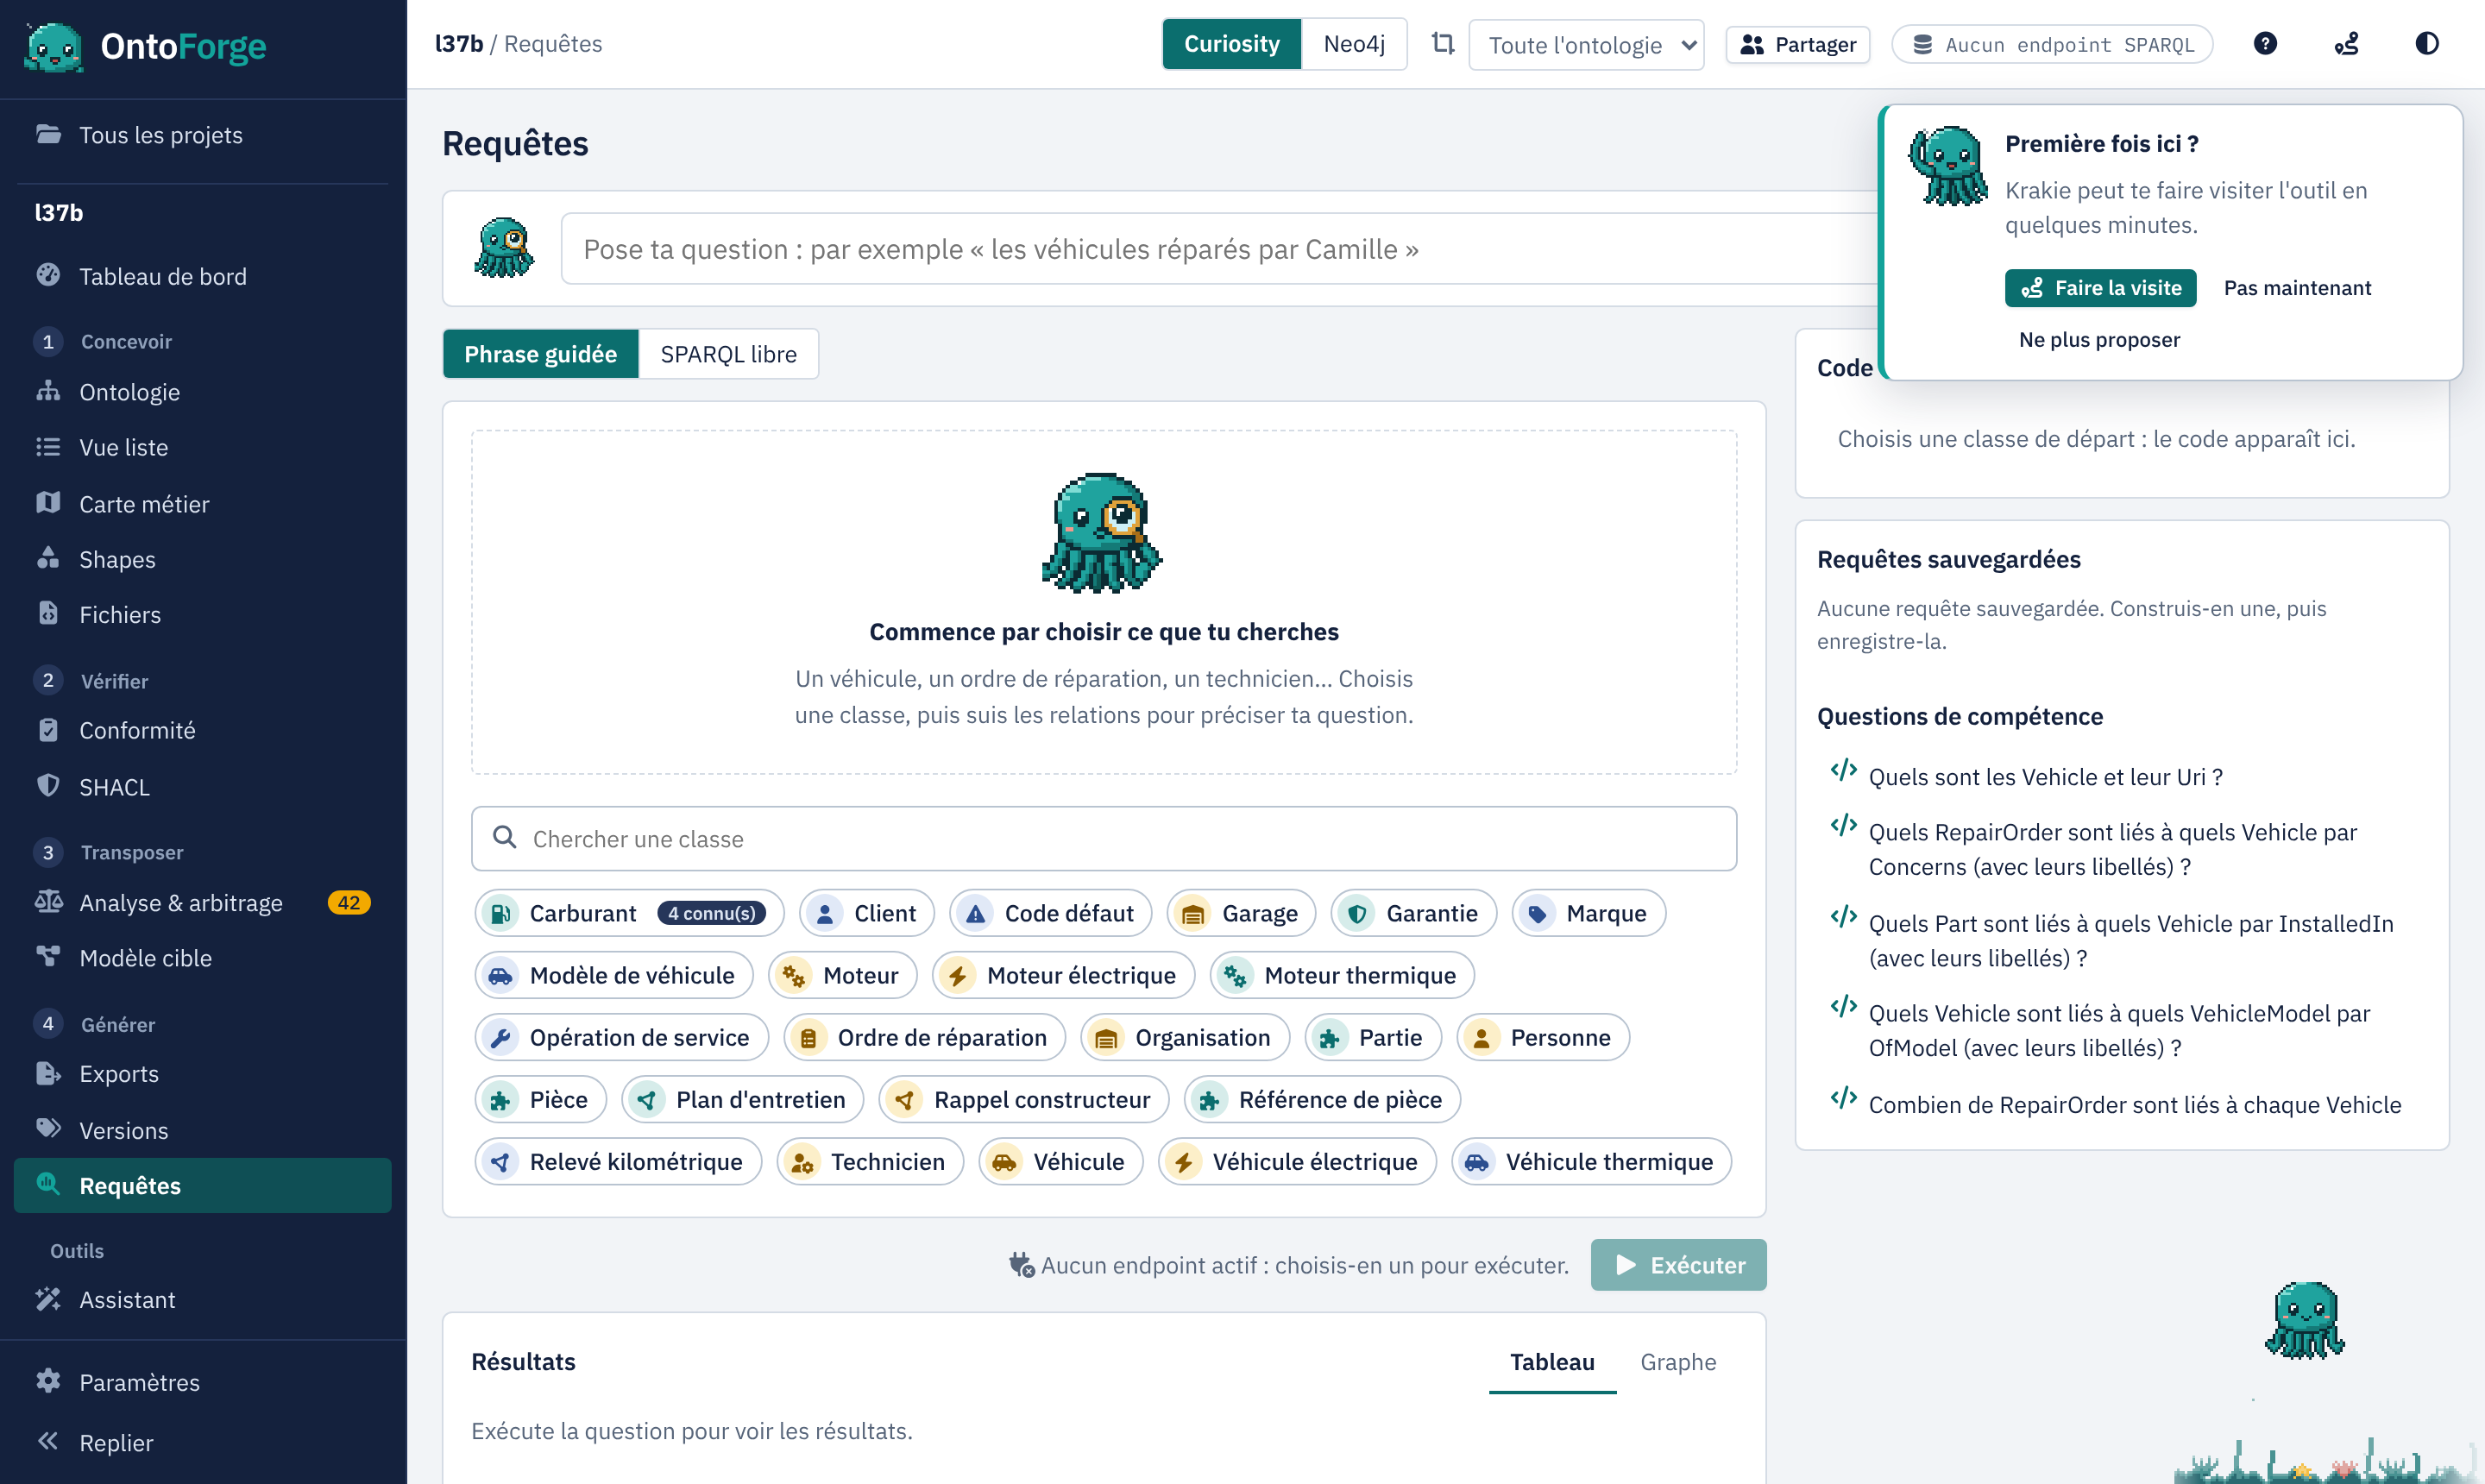 OntoForge
Tous les projets
l37b
Tableau de bord
1 Concevoir
Ontologie
Vue liste
Carte métier
Shapes
Fichiers
2 Vérifier
Conformité
SHACL
3 Transposer
Analyse & arbitrage 42
Modèle cible
4 Générer
Exports
Versions
Requêtes
Outils
Assistant
Paramètres
Replier
l37b / Requêtes
Curiosity Neo4j
Toute l'ontologie
Partager
Aucun endpoint SPARQL
Première fois ici ?
Krakie peut te faire visiter l'outil en
quelques minutes.
Faire la visite Pas maintenant
Ne plus proposer
Requêtes
Pose ta question : par exemple « les véhicules réparés par Camille »
Phrase guidée SPARQL libre
Commence par choisir ce que tu cherches
Un véhicule, un ordre de réparation, un technicien... Choisis
une classe, puis suis les relations pour préciser ta question.
Chercher une classe
Carburant 4 connu(s) Client Code défaut Garage Garantie Marque
Modèle de véhicule Moteur Moteur électrique Moteur thermique
Opération de service Ordre de réparation Organisation Partie Personne
Pièce Plan d'entretien Rappel constructeur Référence de pièce
Relevé kilométrique Technicien Véhicule Véhicule électrique Véhicule thermique
Aucun endpoint actif : choisis-en un pour exécuter. Exécuter
Résultats Tableau Graphe
Exécute la question pour voir les résultats.
Code
Choisis une classe de départ : le code apparaît ici.
Requêtes sauvegardées
Aucune requête sauvegardée. Construis-en une, puis
enregistre-la.
Questions de compétence
Quels sont les Vehicle et leur Uri ?
Quels RepairOrder sont liés à quels Vehicle par
Concerns (avec leurs libellés) ?
Quels Part sont liés à quels Vehicle par InstalledIn
(avec leurs libellés) ?
Quels Vehicle sont liés à quels VehicleModel par
OfModel (avec leurs libellés) ?
Combien de RepairOrder sont liés à chaque Vehicle